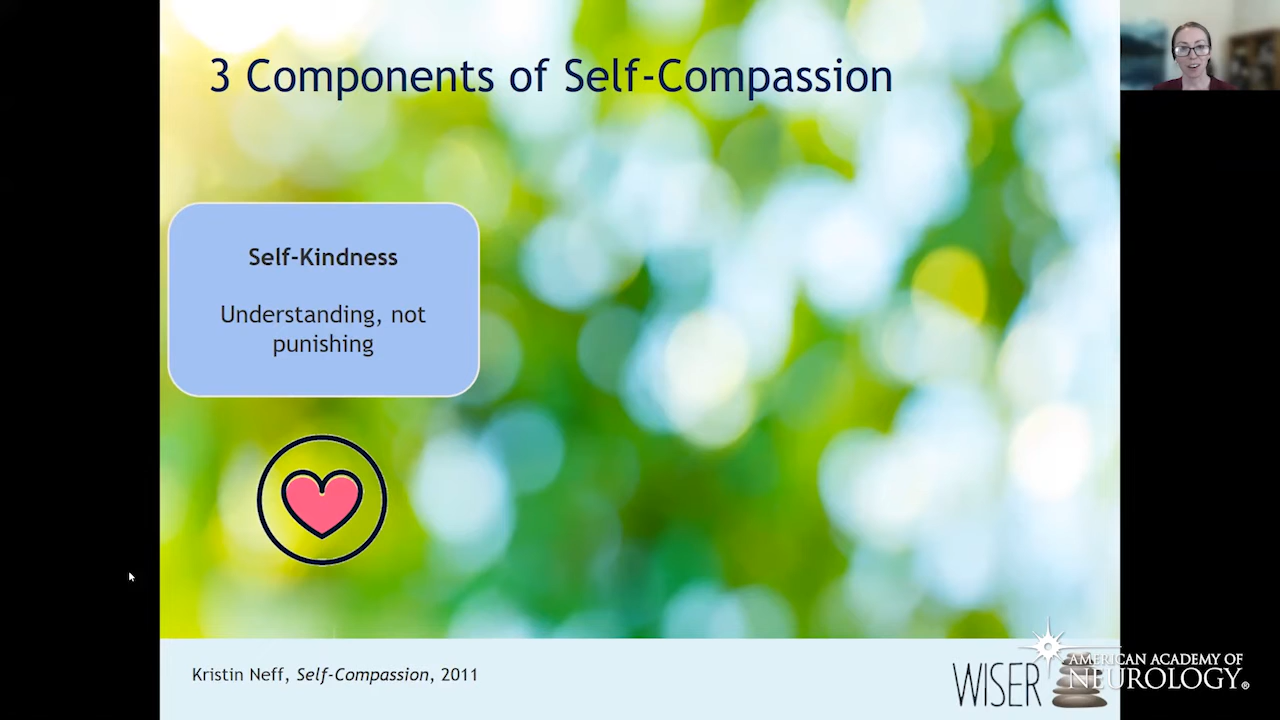 3 Components of Self-Compassion
Self-Kindness
Understanding, not
punishing
Kristin Neff, Self-Compassion, 2011
WISER
AMERICAN ACADEMY OF
NEUROLOGY®